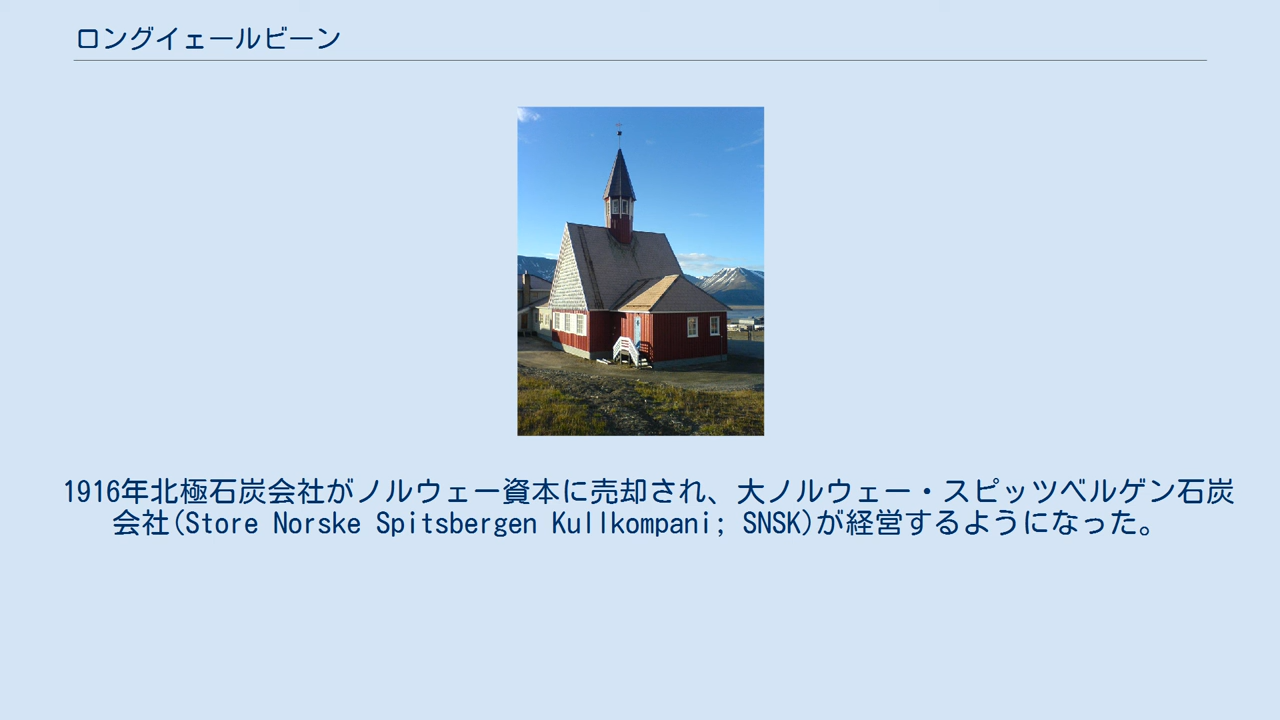 ロングイェールビーン
1916年北極石炭会社がノルウェー資本に売却され、大ノルウェー・スピッツベルゲン石炭
会社(Store Norske Spitsbergen Kullkompani; SNSK)が経営するようになった。